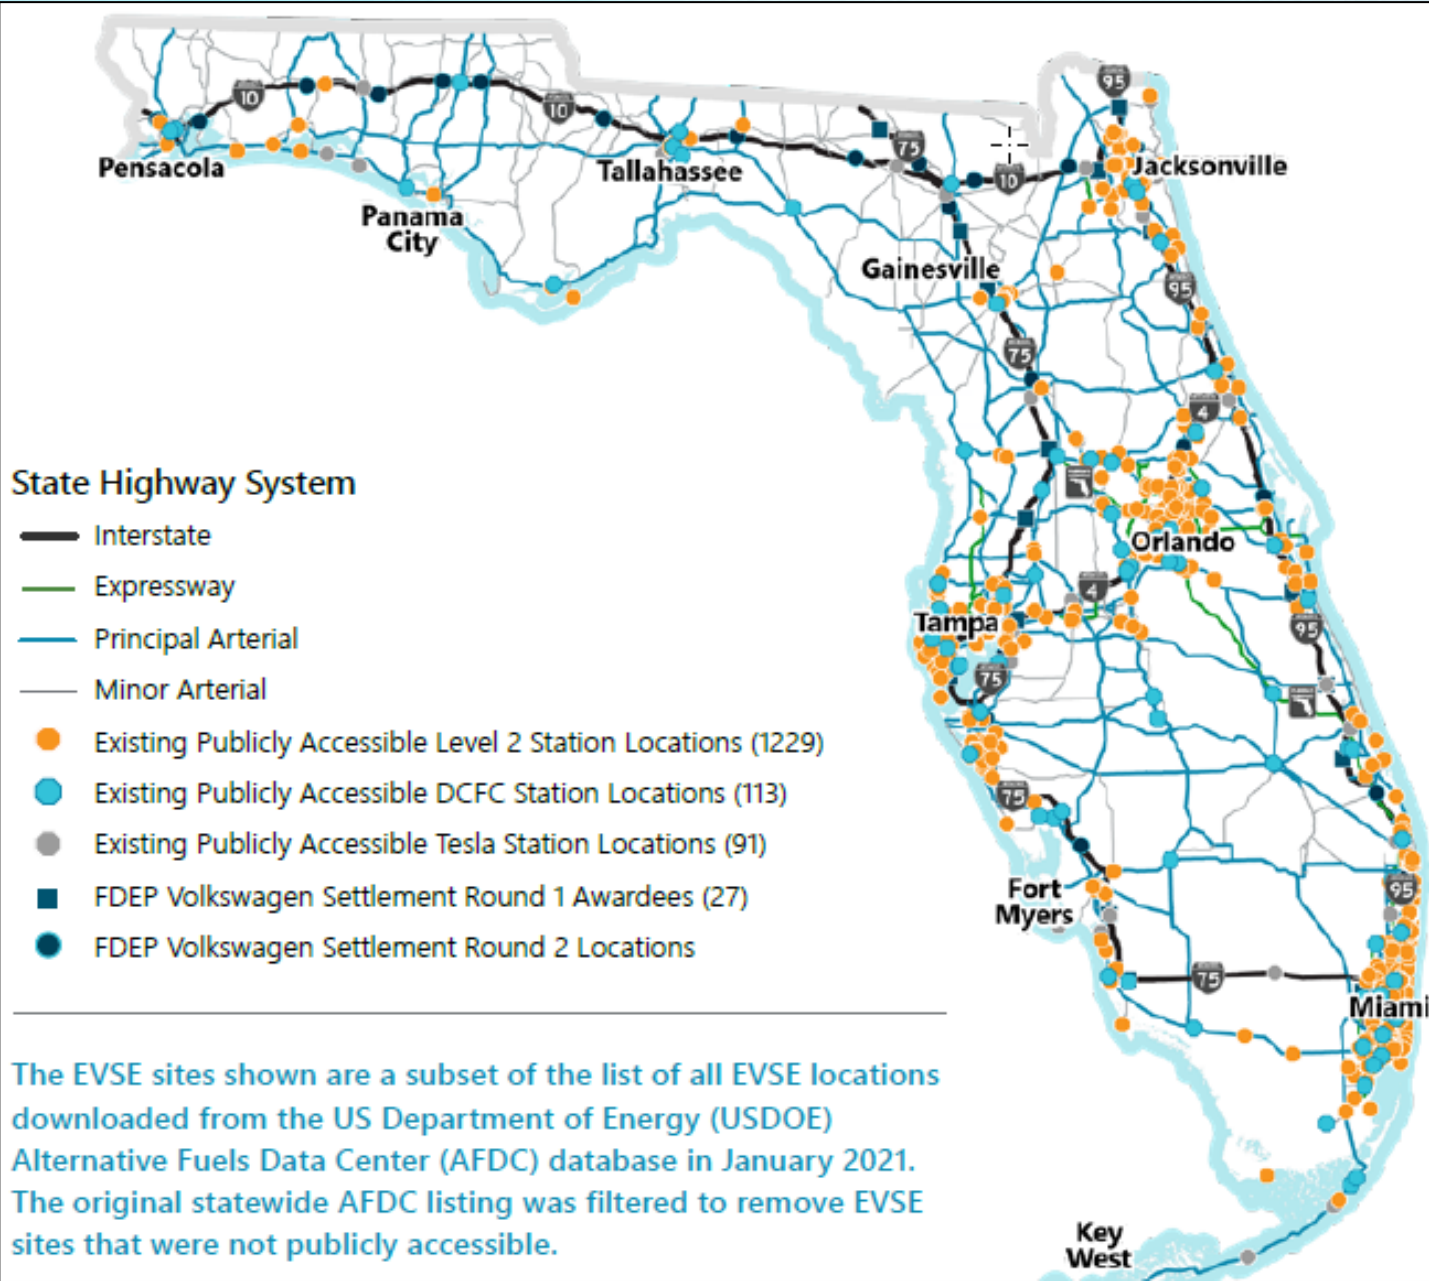 10
10
95
75
10
Pensacola
Tallahassee
Jacksonville
Panama
City
Gainesville
95
75
4
State Highway System
Interstate
Expressway
Principal Arterial
Minor Arterial
Existing Publicly Accessible Level 2 Station Locations (1229)
Existing Publicly Accessible DCFC Station Locations (113)
Existing Publicly Accessible Tesla Station Locations (91)
FDEP Volkswagen Settlement Round 1 Awardees (27)
FDEP Volkswagen Settlement Round 2 Locations
Orlando
4
Tampa
95
75
75
Fort
Myers
95
75
Miami
Key
West
The EVSE sites shown are a subset of the list of all EVSE locations
downloaded from the US Department of Energy (USDOE)
Alternative Fuels Data Center (AFDC) database in January 2021.
The original statewide AFDC listing was filtered to remove EVSE
sites that were not publicly accessible.